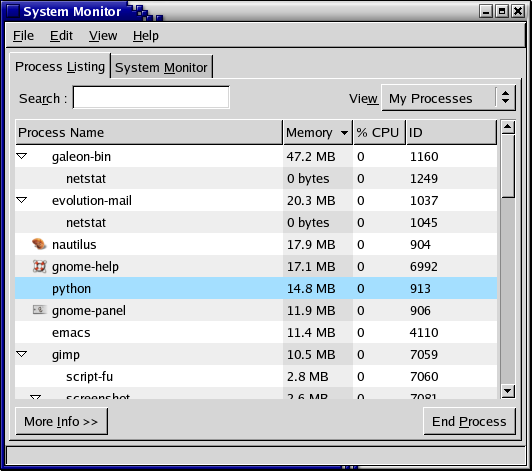 System Monitor
File Edit View Help
Process Listing System Monitor
Search : View My Processes
Process Name Memory % CPU ID
galeon-bin 47.2 MB 0 1160
netstat 0 bytes 0 1249
evolution-mail 20.3 MB 0 1037
netstat 0 bytes 0 1045
nautilus 17.9 MB 0 904
gnome-help 17.1 MB 0 6992
python 14.8 MB 0 913
gnome-panel 11.9 MB 0 906
emacs 11.4 MB 0 4110
gimp 10.5 MB 0 7059
script-fu 2.8 MB 0 7060
screenshot 2.6 MB 0 7081
More Info >> End Process